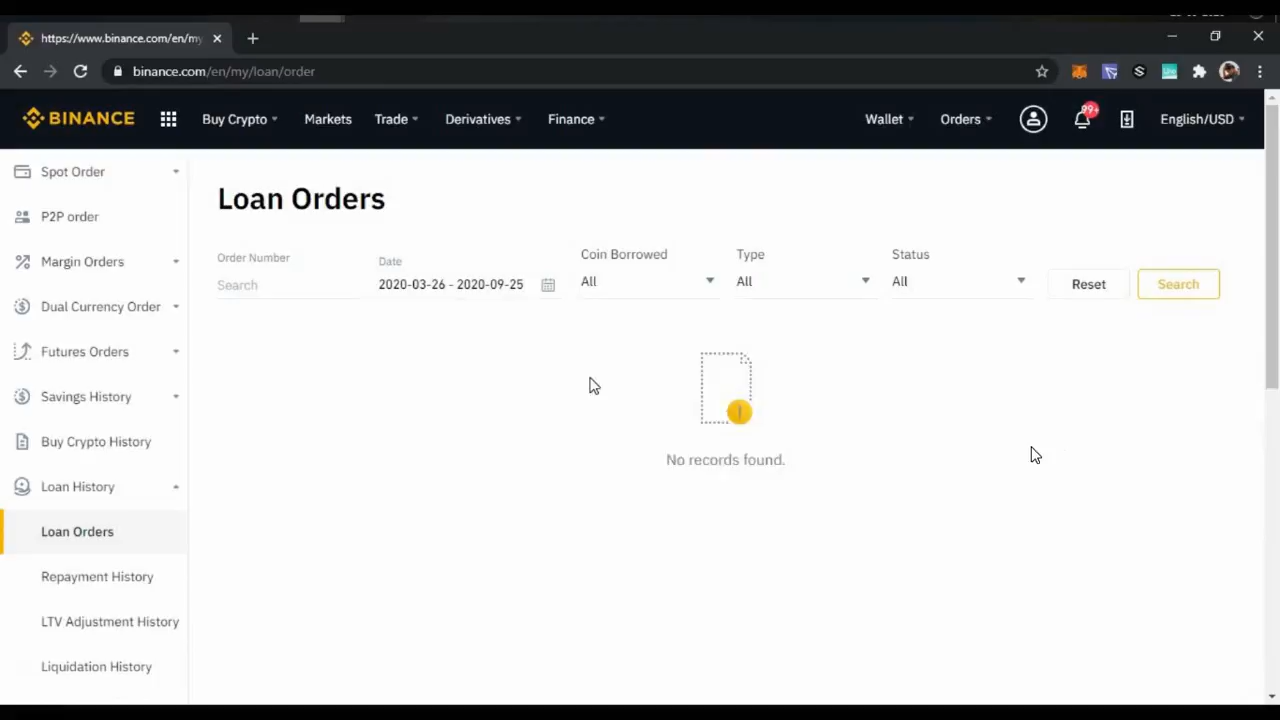 https://www.binance.com/en/my
binance.com/en/my/loan/order
BINANCE
Buy Crypto
Markets
Trade
Derivatives
Finance
Wallet
Orders
99+
English/USD
Spot Order
P2P order
Margin Orders
Dual Currency Order
Futures Orders
Savings History
Buy Crypto History
Loan History
Loan Orders
Repayment History
LTV Adjustment History
Liquidation History
Loan Orders
Order Number
Search
Date
2020-03-26 - 2020-09-25
Coin Borrowed
All
Type
All
Status
All
Reset
Search
No records found.